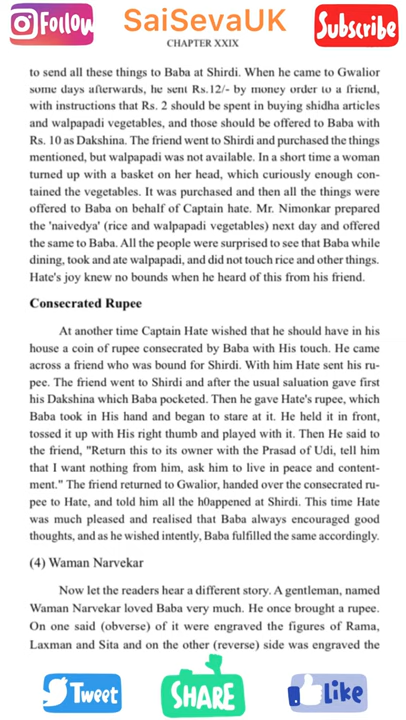 Follow
SaiSevaUK
Subscribe
CHAPTER XXIX
to send all these things to Baba at Shirdi. When he came to Gwalior
some days afterwards, he sent Rs.12/- by money order to a friend,
with instructions that Rs. 2 should be spent in buying shidha articles
and walpapadi vegetables, and those should be offered to Baba with
Rs. 10 as Dakshina. The friend went to Shirdi and purchased the things
mentioned, but walpapadi was not available. In a short time a woman
turned up with a basket on her head, which curiously enough con-
tained the vegetables. It was purchased and then all the things were
offered to Baba on behalf of Captain hate. Mr. Nimonkar prepared
the 'naivedya' (rice and walpapadi vegetables) next day and offered
the same to Baba. All the people were surprised to see that Baba while
dining, took and ate walpapadi, and did not touch rice and other things.
Hate's joy knew no bounds when he heard of this from his friend.
Consecrated Rupee
At another time Captain Hate wished that he should have in his
house a coin of rupee consecrated by Baba with His touch. He came
across a friend who was bound for Shirdi. With him Hate sent his ru-
pee. The friend went to Shirdi and after the usual saluation gave first
his Dakshina which Baba pocketed. Then he gave Hate's rupee, which
Baba took in His hand and began to stare at it. He held it in front,
tossed it up with His right thumb and played with it. Then He said to
the friend, "Return this to its owner with the Prasad of Udi, tell him
that I want nothing from him, ask him to live in peace and content-
ment." The friend returned to Gwalior, handed over the consecrated ru-
pee to Hate, and told him all the h0appened at Shirdi. This time Hate
was much pleased and realised that Baba always encouraged good
thoughts, and as he wished intently, Baba fulfilled the same accordingly.
(4) Waman Narvekar
Now let the readers hear a different story. A gentleman, named
Waman Narvekar loved Baba very much. He once brought a rupee.
On one said (obverse) of it were engraved the figures of Rama,
Laxman and Sita and on the other (reverse) side was engraved the
Tweet
SHARE
Like